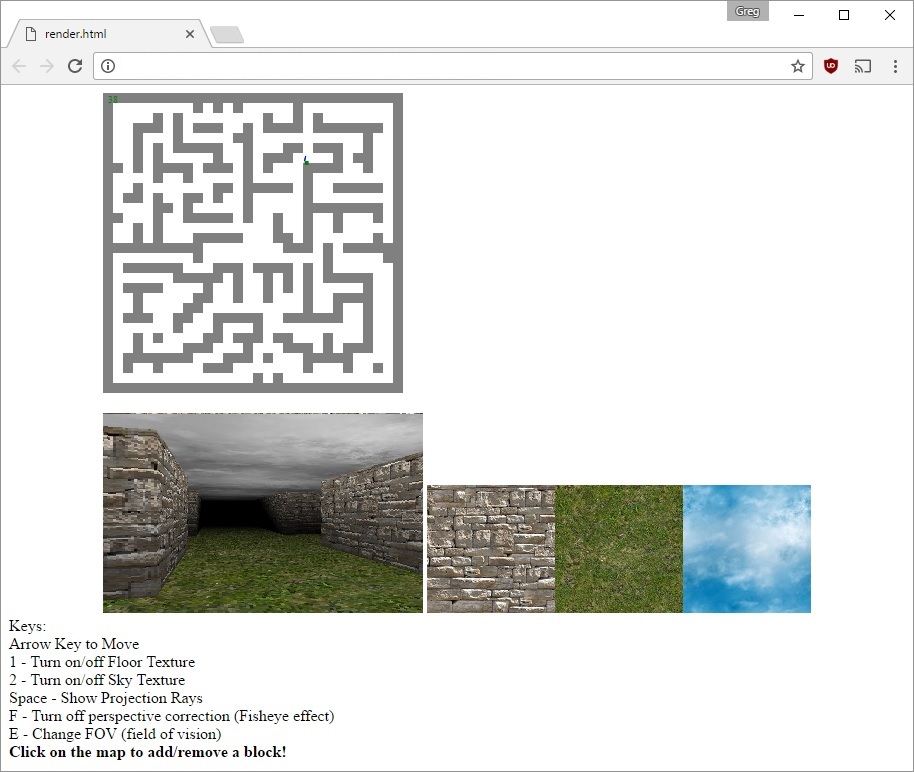 Greg
render.html
38
Keys:
Arrow Key to Move
1 - Turn on/off Floor Texture
2 - Turn on/off Sky Texture
Space - Show Projection Rays
F - Turn off perspective correction (Fisheye effect)
E - Change FOV (field of vision)
Click on the map to add/remove a block!